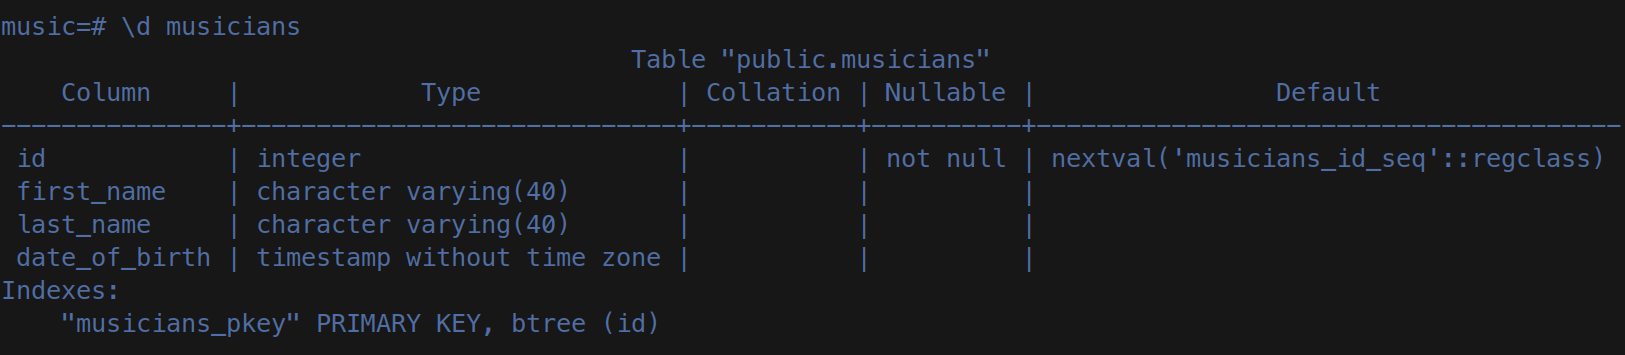 music=# \d musicians
                                          Table "public.musicians"
    Column     |            Type             | Collation | Nullable |                Default
---------------+-----------------------------+-----------+----------+---------------------------------------
 id            | integer                     |           | not null | nextval('musicians_id_seq'::regclass)
 first_name    | character varying(40)       |           |          |
 last_name     | character varying(40)       |           |          |
 date_of_birth | timestamp without time zone |           |          |
Indexes:
    "musicians_pkey" PRIMARY KEY, btree (id)